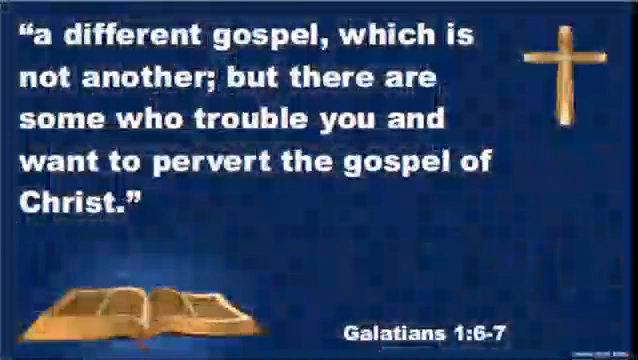 “a different gospel, which is
not another; but there are
some who trouble you and
want to pervert the gospel of
Christ.”
Galatians 1:6-7